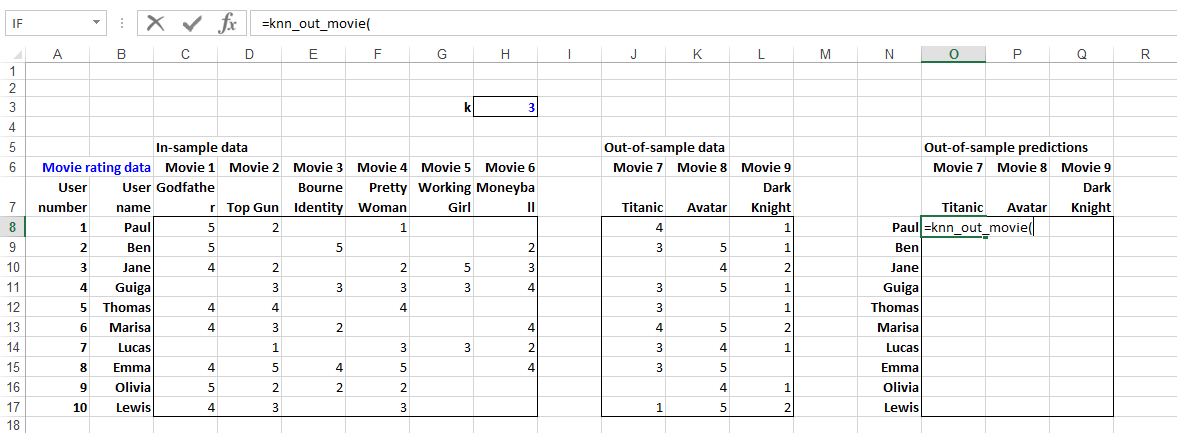 IF =knn_out_movie(
A B C D E F G H I J K L M N O P Q R
1
2
3 k 3
4
5 In-sample data Out-of-sample data Out-of-sample predictions
6 Movie rating data Movie 1 Movie 2 Movie 3 Movie 4 Movie 5 Movie 6 Movie 7 Movie 8 Movie 9 Movie 7 Movie 8 Movie 9
User User Godfathe Bourne Pretty Working Moneyba Dark Dark
7 number name r Top Gun Identity Woman Girl ll Titanic Avatar Knight Titanic Avatar Knight
8 1 Paul 5 2 1 4 1 Paul =knn_out_movie(
9 2 Ben 5 5 2 3 5 1 Ben
10 3 Jane 4 2 2 5 3 4 2 Jane
11 4 Guiga 3 3 3 3 4 3 5 1 Guiga
12 5 Thomas 4 4 4 3 1 Thomas
13 6 Marisa 4 3 2 4 4 5 2 Marisa
14 7 Lucas 1 3 3 2 3 4 1 Lucas
15 8 Emma 4 5 4 5 4 3 5 Emma
16 9 Olivia 5 2 2 2 4 1 Olivia
17 10 Lewis 4 3 3 1 5 2 Lewis
18